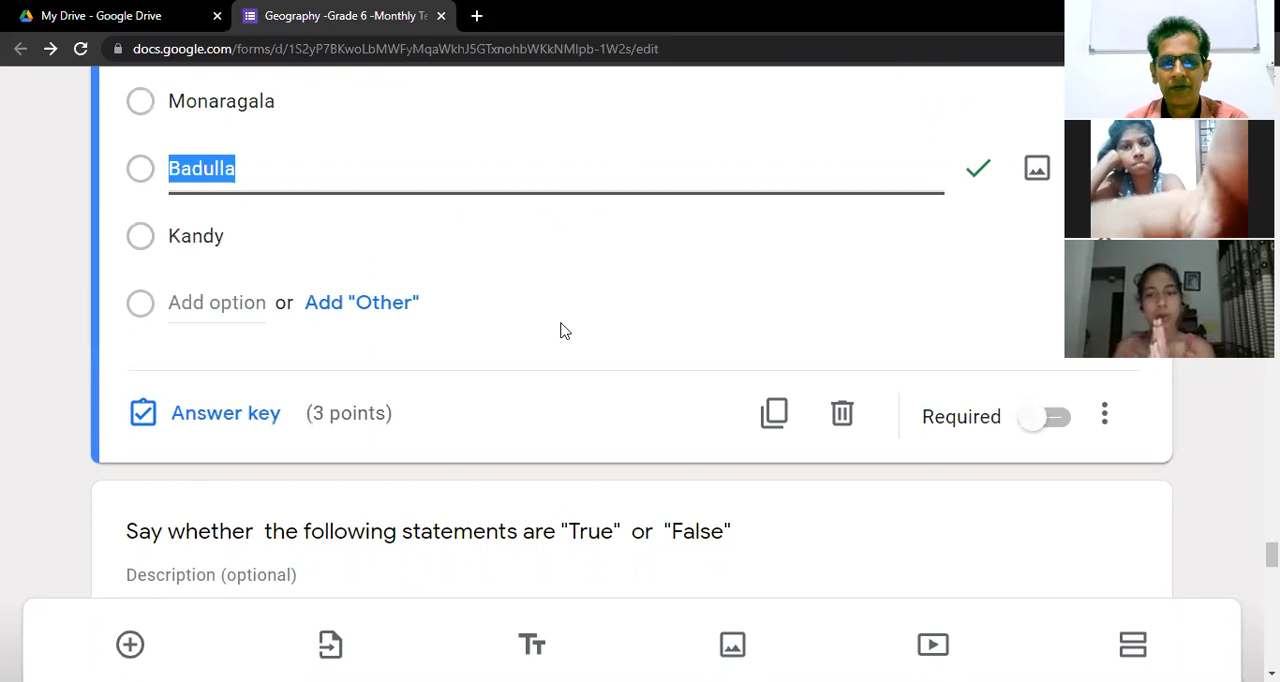 My Drive - Google Drive
Geography -Grade 6 -Monthly Te
docs.google.com/forms/d/1S2yP7BKwoLbMWFyMqaWkhJ5GTxnohbWKkNMlpb-1W2s/edit
Monaragala
Badulla
Kandy
Add option or Add "Other"
Answer key (3 points)
Required
Say whether the following statements are "True" or "False"
Description (optional)
Tt